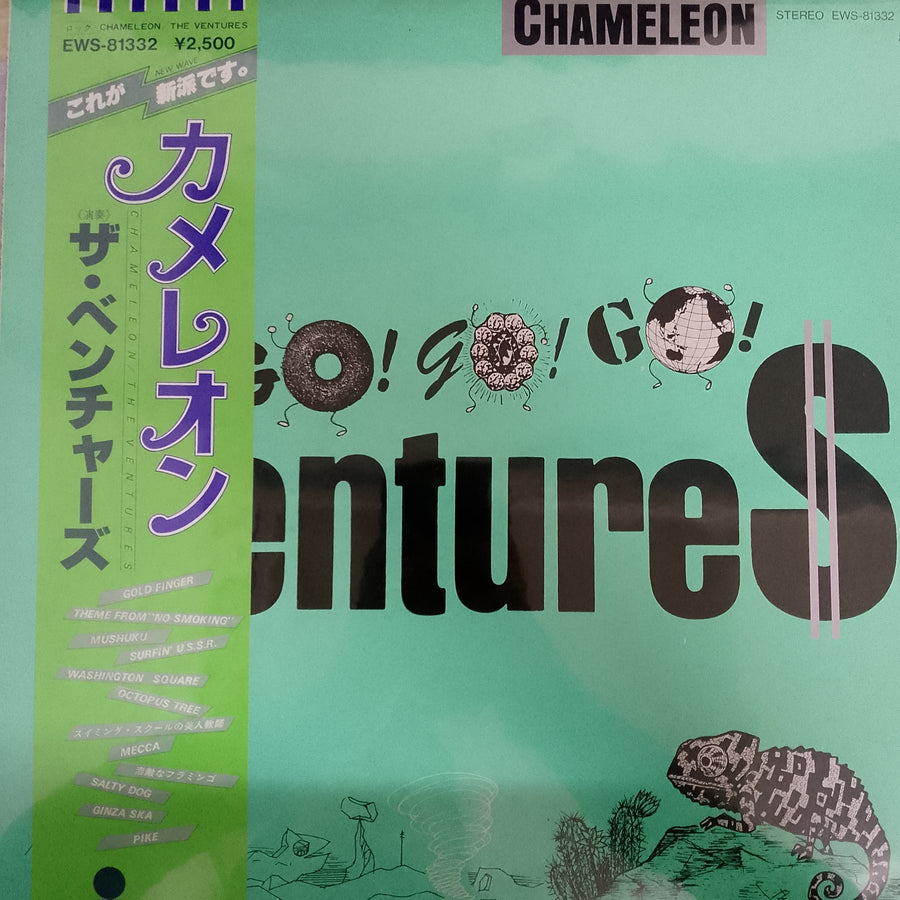 ロック CHAMELEON / THE VENTURES
EWS-81332 ¥2,500
NEW WAVE
これが 新派です。
カメレオン
CHAMELEON/THE VENTURES
〈演奏〉
ザ・ベンチャーズ
GOLD FINGER
THEME FROM "NO SMOKING"
MUSHUKU
SURFIN' U.S.S.R.
WASHINGTON SQUARE
OCTOPUS TREE
スイミング・スクールの美人教師
MECCA
素敵なフラミンゴ
SALTY DOG
GINZA SKA
PIKE
CHAMELEON
STEREO EWS-81332
GO! GO! GO!
entureS